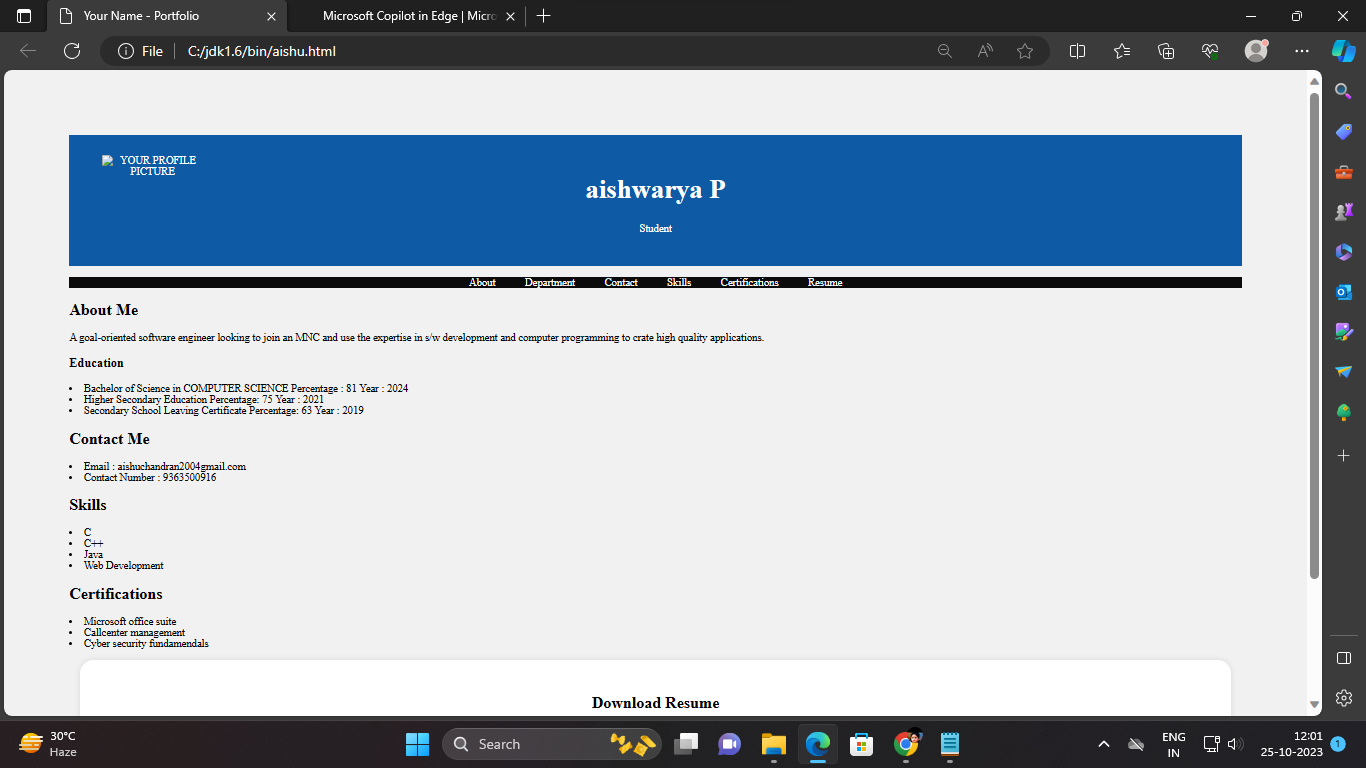 Your Name - Portfolio
Microsoft Copilot in Edge | Micro
File
C:/jdk1.6/bin/aishu.html
YOUR PROFILE
PICTURE
aishwarya P
Student
About Department Contact Skills Certifications Resume
About Me
A goal-oriented software engineer looking to join an MNC and use the expertise in s/w development and computer programming to crate high quality applications.
Education
• Bachelor of Science in COMPUTER SCIENCE Percentage : 81 Year : 2024
• Higher Secondary Education Percentage: 75 Year : 2021
• Secondary School Leaving Certificate Percentage: 63 Year : 2019
Contact Me
• Email : aishuchandran2004gmail.com
• Contact Number : 9363500916
Skills
• C
• C++
• Java
• Web Development
Certifications
• Microsoft office suite
• Callcenter management
• Cyber security fundamendals
Download Resume
30°C
Haze
Search
ENG
IN
12:01
25-10-2023
1